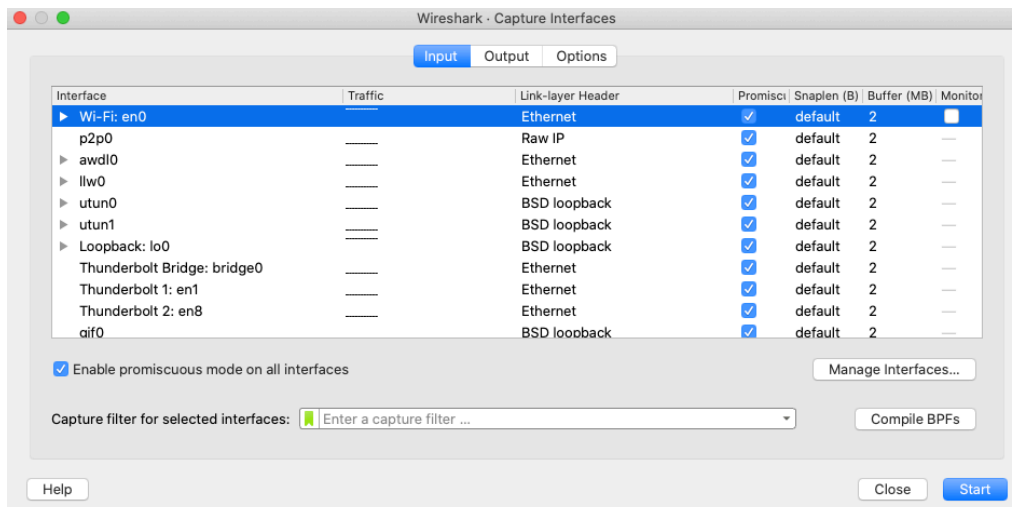 Wireshark · Capture Interfaces
Input Output Options
Interface Traffic Link-layer Header Promisci Snaplen (B) Buffer (MB) Monitor
Wi-Fi: en0 Ethernet default 2
p2p0 Raw IP default 2 —
awdl0 Ethernet default 2 —
llw0 Ethernet default 2 —
utun0 BSD loopback default 2 —
utun1 BSD loopback default 2 —
Loopback: lo0 BSD loopback default 2 —
Thunderbolt Bridge: bridge0 Ethernet default 2 —
Thunderbolt 1: en1 Ethernet default 2 —
Thunderbolt 2: en8 Ethernet default 2 —
gif0 BSD loopback default 2 —
Enable promiscuous mode on all interfaces Manage Interfaces...
Capture filter for selected interfaces: Enter a capture filter ... Compile BPFs
Help Close Start